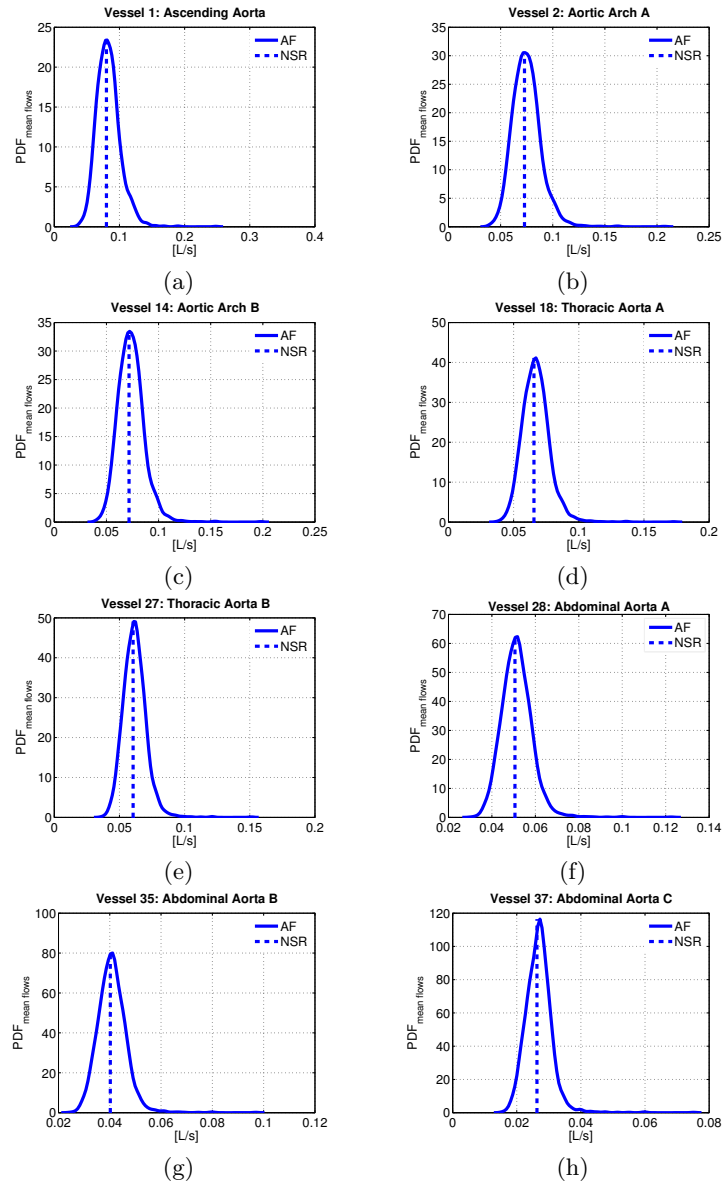 Vessel 1: Ascending Aorta
25
20
15
10
5
0
PDF mean flows
AF
NSR
0 0.1 0.2 0.3 0.4
[L/s]
(a)
Vessel 2: Aortic Arch A
35
30
25
20
15
10
5
0
PDF mean flows
AF
NSR
0 0.05 0.1 0.15 0.2 0.25
[L/s]
(b)
Vessel 14: Aortic Arch B
35
30
25
20
15
10
5
0
PDF mean flows
AF
NSR
0 0.05 0.1 0.15 0.2 0.25
[L/s]
(c)
Vessel 18: Thoracic Aorta A
50
40
30
20
10
0
PDF mean flows
AF
NSR
0 0.05 0.1 0.15 0.2
[L/s]
(d)
Vessel 27: Thoracic Aorta B
50
40
30
20
10
0
PDF mean flows
AF
NSR
0 0.05 0.1 0.15 0.2
[L/s]
(e)
Vessel 28: Abdominal Aorta A
70
60
50
40
30
20
10
0
PDF mean flows
AF
NSR
0.02 0.04 0.06 0.08 0.1 0.12 0.14
[L/s]
(f)
Vessel 35: Abdominal Aorta B
100
80
60
40
20
0
PDF mean flows
AF
NSR
0.02 0.04 0.06 0.08 0.1 0.12
[L/s]
(g)
Vessel 37: Abdominal Aorta C
120
100
80
60
40
20
0
PDF mean flows
AF
NSR
0 0.02 0.04 0.06 0.08
[L/s]
(h)